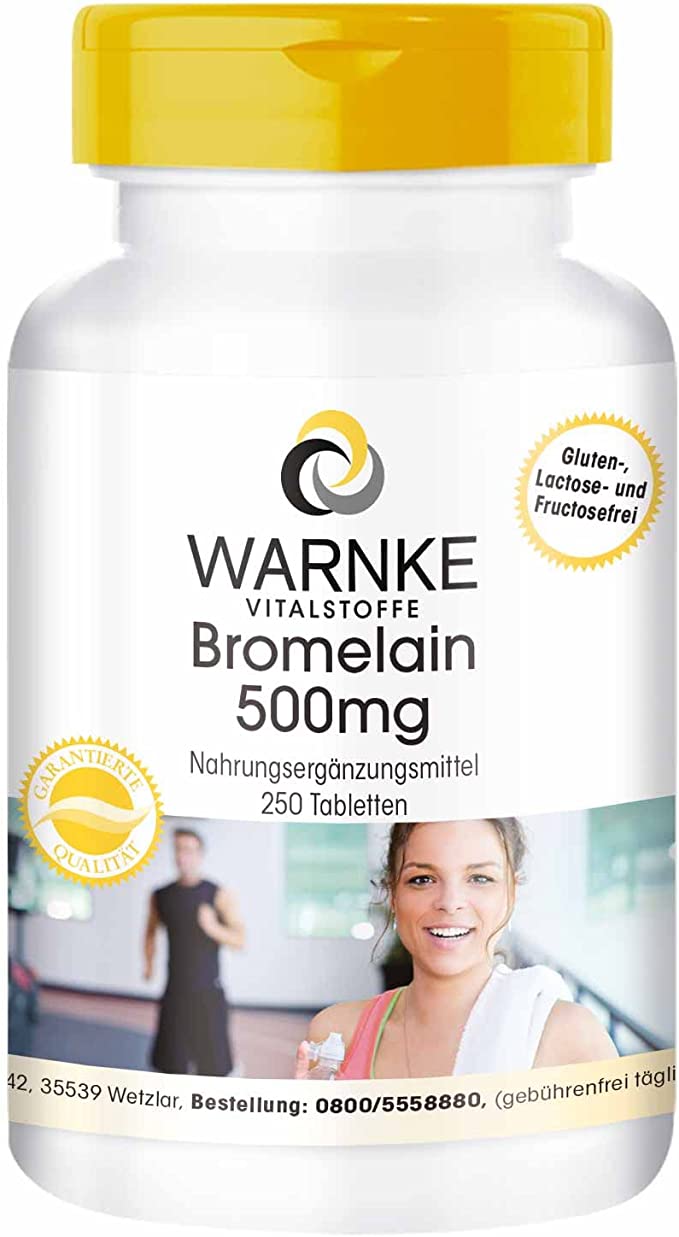 Gluten-,
Lactose- und
Fructosefrei
WARNKE
VITALSTOFFE
Bromelain
500mg
Nahrungsergänzungsmittel
250 Tabletten
GARANTIERTE
QUALITÄT
42, 35539 Wetzlar, Bestellung: 0800/5558880, (gebührenfrei tägli